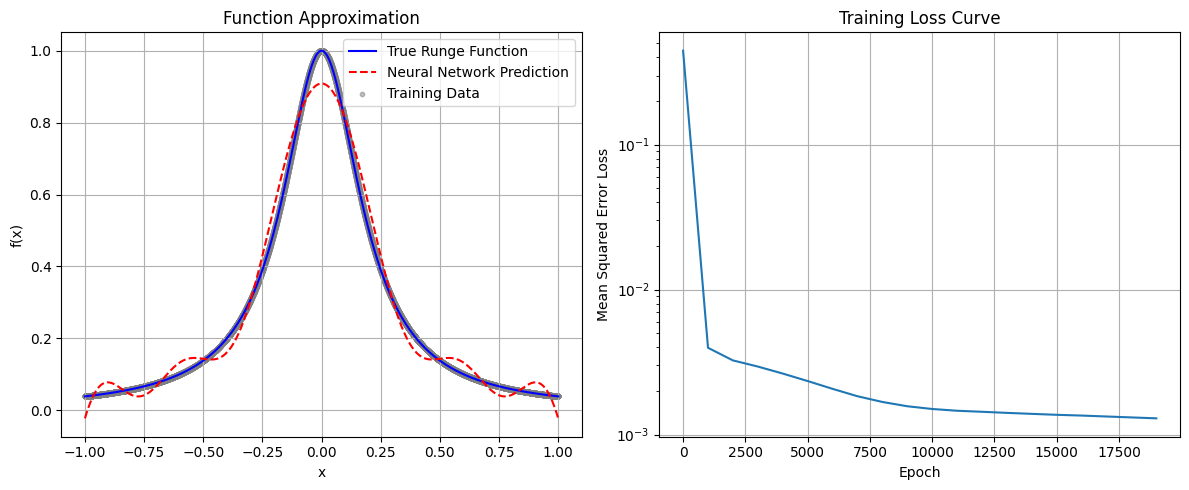 Function Approximation
True Runge Function
Neural Network Prediction
Training Data
1.0
0.8
0.6
0.4
0.2
0.0
f(x)
−1.00
−0.75
−0.50
−0.25
0.00
0.25
0.50
0.75
1.00
x
Training Loss Curve
10⁻¹
10⁻²
10⁻³
Mean Squared Error Loss
0
2500
5000
7500
10000
12500
15000
17500
Epoch